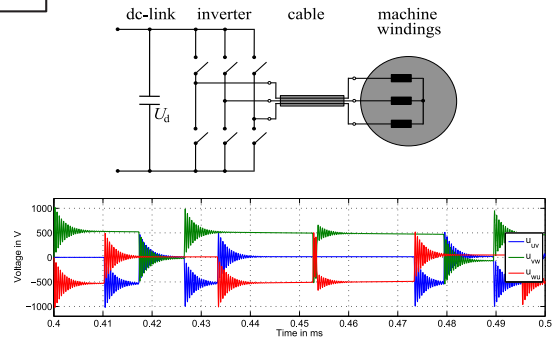 dc-link inverter cable machine
windings
U_d
1000
500
0
−500
−1000
Voltage in V
0.4 0.41 0.42 0.43 0.44 0.45 0.46 0.47 0.48 0.49 0.5
Time in ms
u_uv
u_vw
u_wu